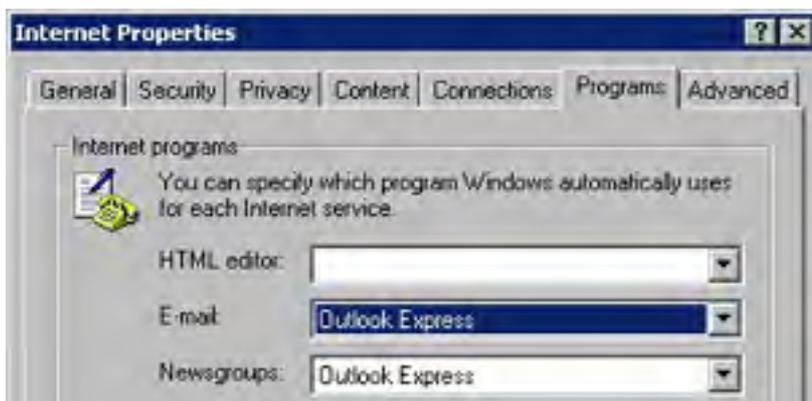 Internet Properties
General Security Privacy Content Connections Programs Advanced
Internet programs
You can specify which program Windows automatically uses
for each Internet service.
HTML editor:
E-mail: Outlook Express
Newsgroups: Outlook Express